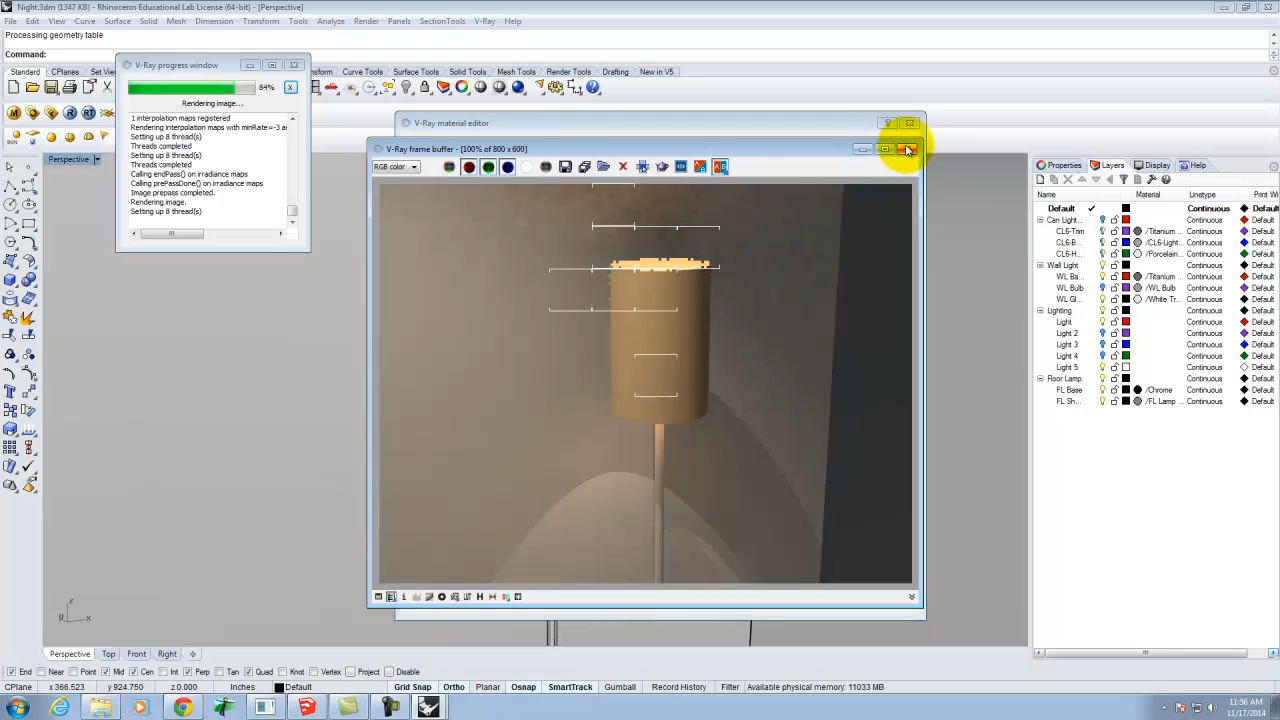 Night.3dm (1347 KB) - Rhinoceros Educational Lab License (64-bit) - [Perspective]
File Edit View Curve Surface Solid Mesh Dimension Transform Tools Analyze Render Panels SectionTools V-Ray Help
Processing geometry table
Command:
Standard CPlanes Set Vie
nsform Curve Tools Surface Tools Solid Tools Mesh Tools Render Tools Drafting New in V5
V-Ray progress window
84%
Rendering image...
1 interpolation maps registered
Rendering interpolation maps with minRate=-3 a
Setting up 8 thread(s)
Threads completed
Setting up 8 thread(s)
Threads completed
Calling endPass() on irradiance maps
Calling prePassDone() on irradiance maps
Image prepass completed.
Rendering image.
Setting up 8 thread(s)
V-Ray material editor
V-Ray frame buffer - [100% of 800 x 600]
RGB color
Perspective
SUN
z
y x
Properties Layers Display Help
Name Material Linetype Print Wi
Default Continuous Default
Can Light... Continuous Default
CL6-Trim /Titanium ... Continuous Default
CL6-B... /CL6-Light... Continuous Default
CL6-H... /Porcelain... Continuous Default
Wall Light Continuous Default
WL Ba... /Titanium ... Continuous Default
WL Bulb /WL Bulb Continuous Default
WL Gl... /White Tr... Continuous Default
Lighting Continuous Default
Light Continuous Default
Light 2 Continuous Default
Light 3 Continuous Default
Light 4 Continuous Default
Light 5 Continuous Default
Floor Lamp Continuous Default
FL Base /Chrome Continuous Default
FL Sh... /FL Lamp ... Continuous Default
Perspective Top Front Right
End Near Point Mid Cen Int Perp Tan Quad Knot Vertex Project Disable
CPlane x 366.523 y 924.750 z 0.000 Inches Default Grid Snap Ortho Planar Osnap SmartTrack Gumball Record History Filter Available physical memory: 11033 MB
11:56 AM
11/17/2014